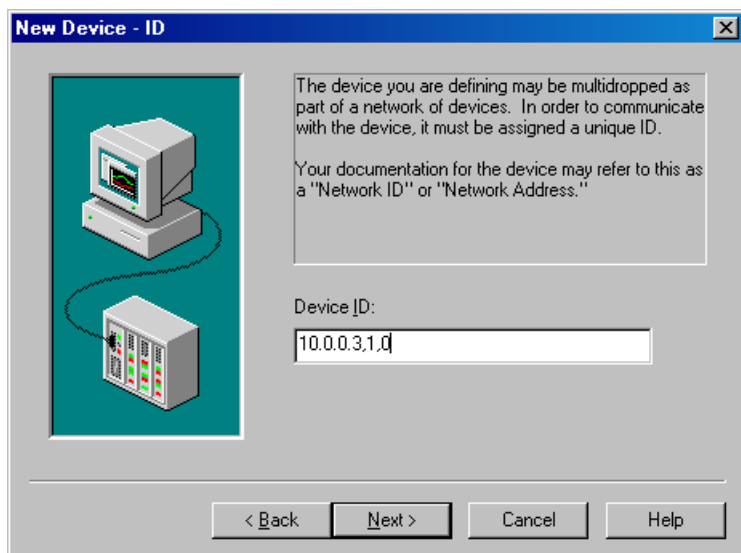 New Device - ID
The device you are defining may be multidropped as
part of a network of devices.  In order to communicate
with the device, it must be assigned a unique ID.
Your documentation for the device may refer to this as
a "Network ID" or "Network Address."
Device ID:
10.0.0.3,1,0
< Back
Next >
Cancel
Help